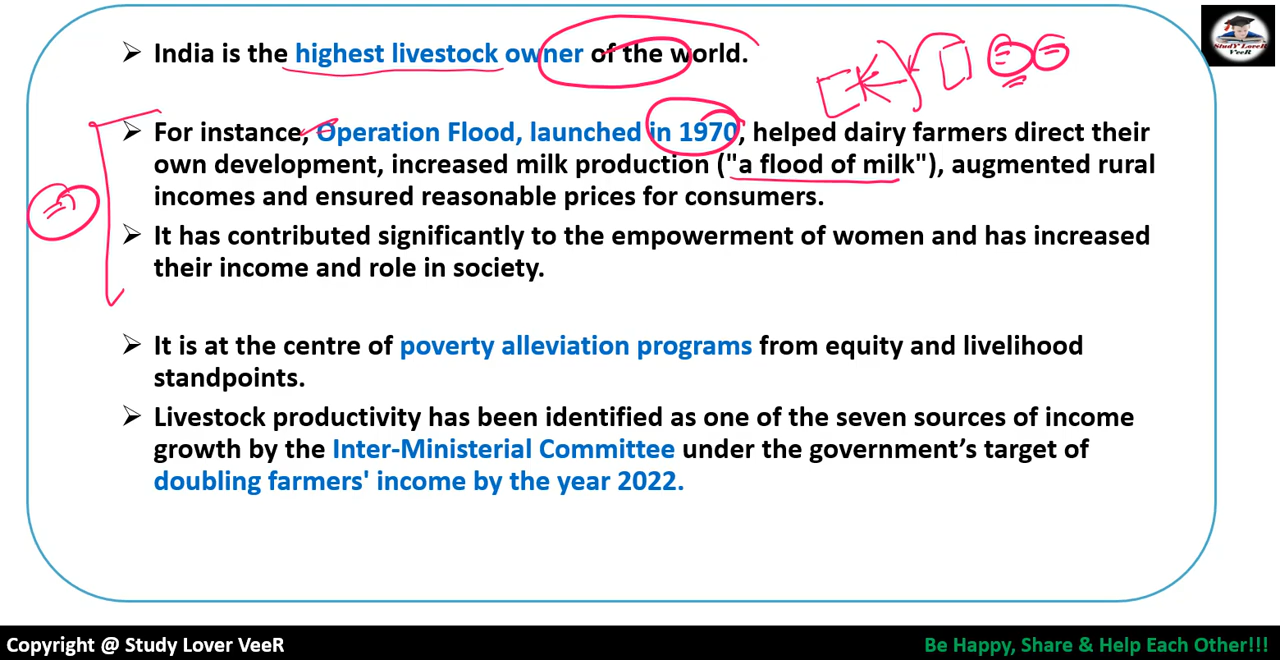 ➢ India is the highest livestock owner of the world.
➢ For instance, Operation Flood, launched in 1970, helped dairy farmers direct their
own development, increased milk production ("a flood of milk"), augmented rural
incomes and ensured reasonable prices for consumers.
➢ It has contributed significantly to the empowerment of women and has increased
their income and role in society.
➢ It is at the centre of poverty alleviation programs from equity and livelihood
standpoints.
➢ Livestock productivity has been identified as one of the seven sources of income
growth by the Inter-Ministerial Committee under the government’s target of
doubling farmers' income by the year 2022.
StudY LoveR
VeeR
Copyright @ Study Lover VeeR
Be Happy, Share & Help Each Other!!!